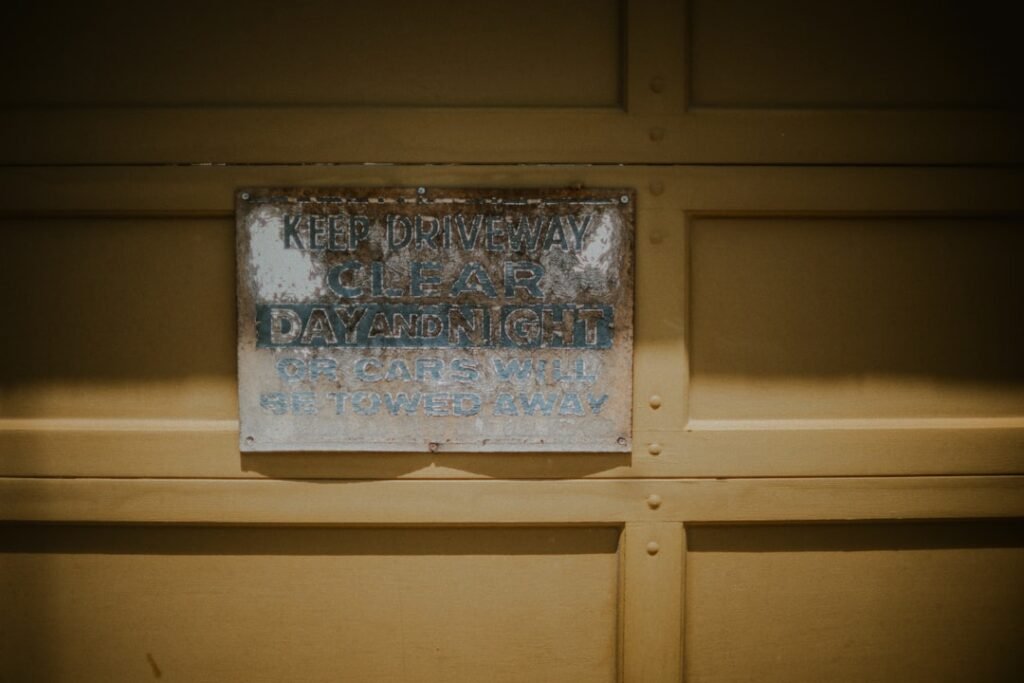 KEEP DRIVEWAY
CLEAR
DAY AND NIGHT
OR CARS WILL
BE TOWED AWAY